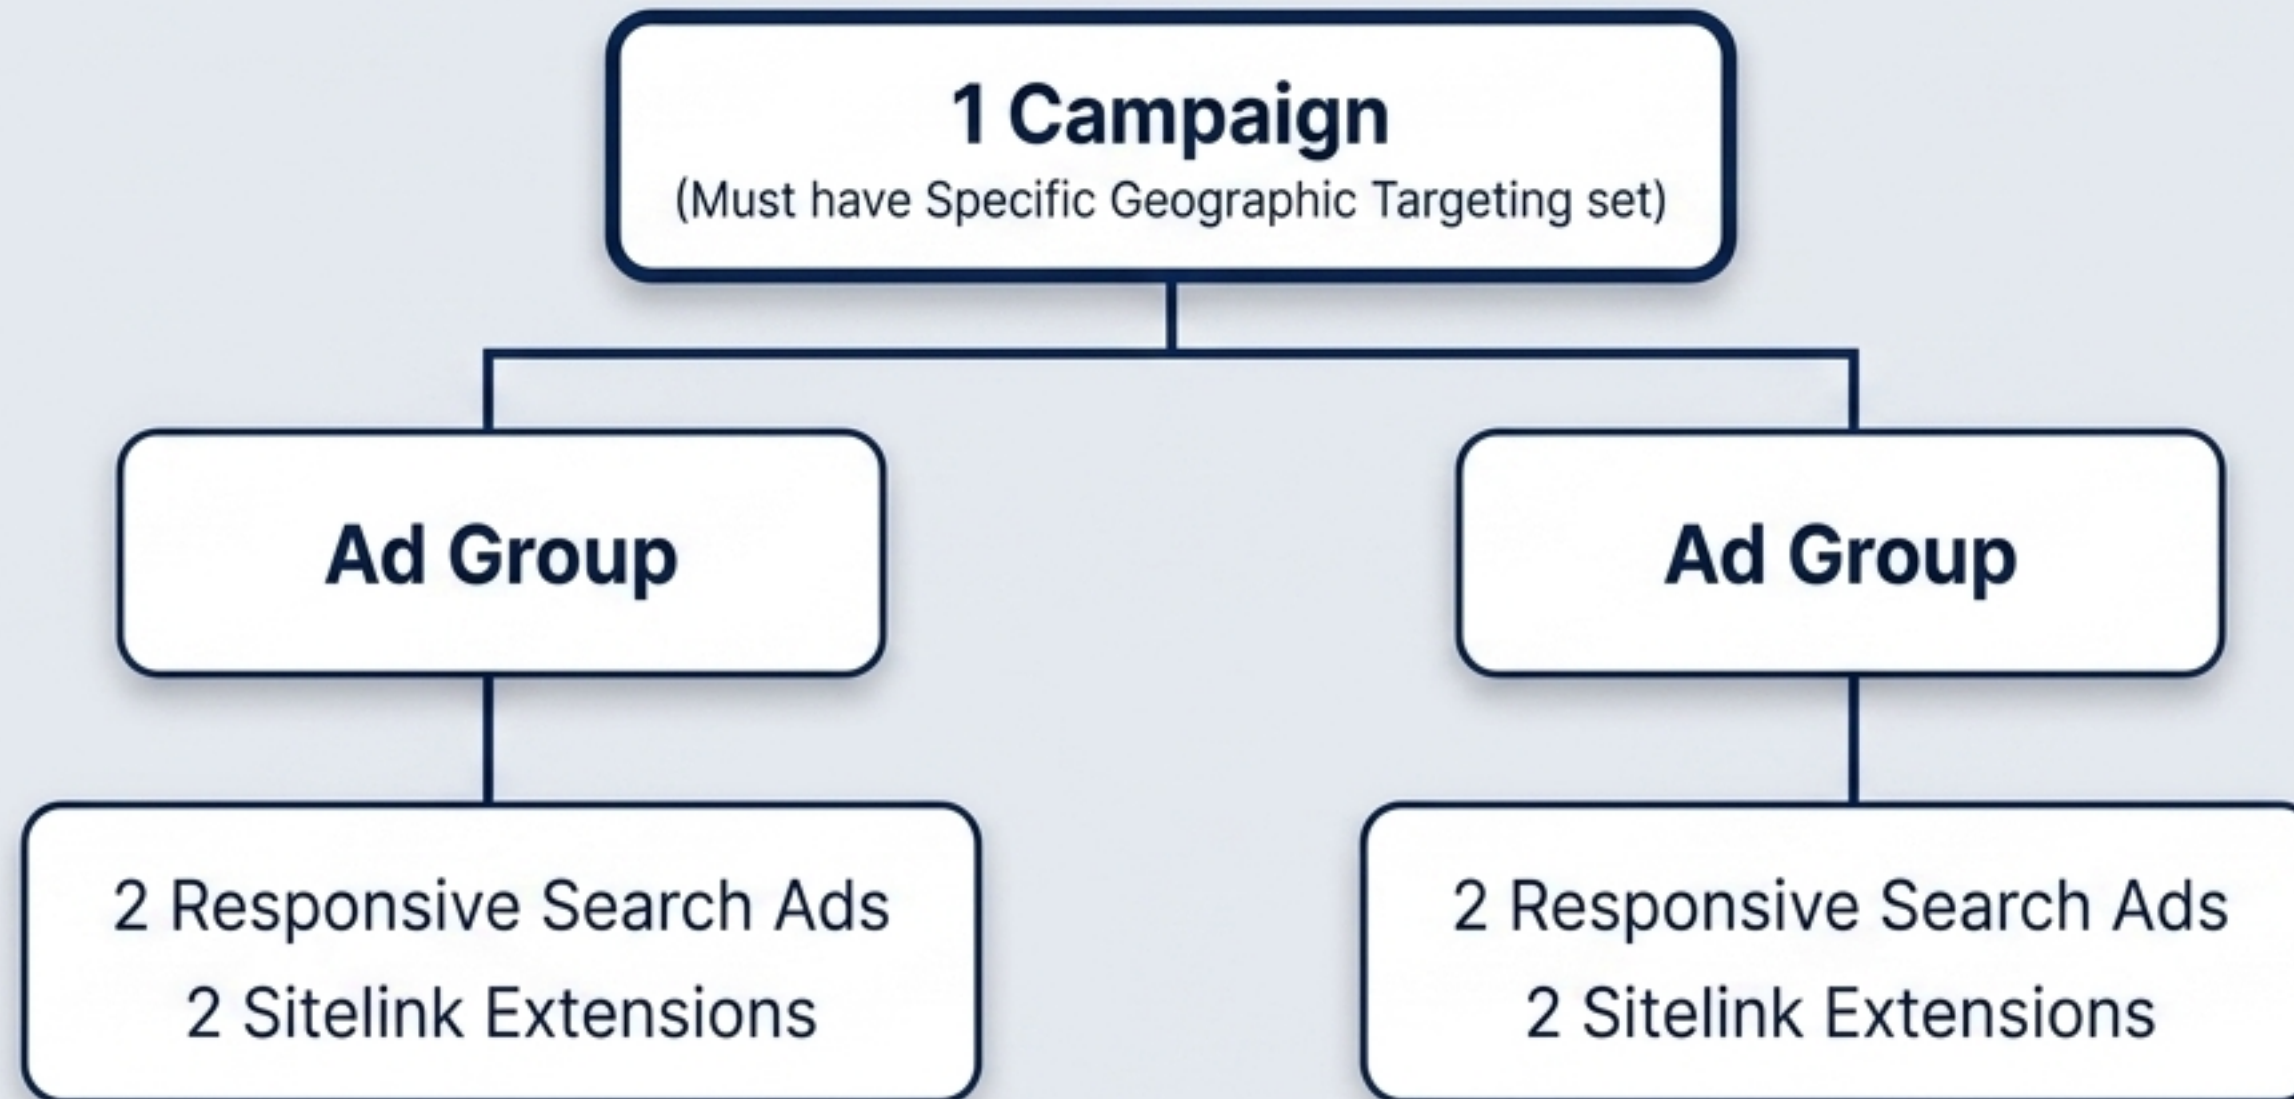 1 Campaign
(Must have Specific Geographic Targeting set)
Ad Group
Ad Group
2 Responsive Search Ads
2 Sitelink Extensions
2 Responsive Search Ads
2 Sitelink Extensions